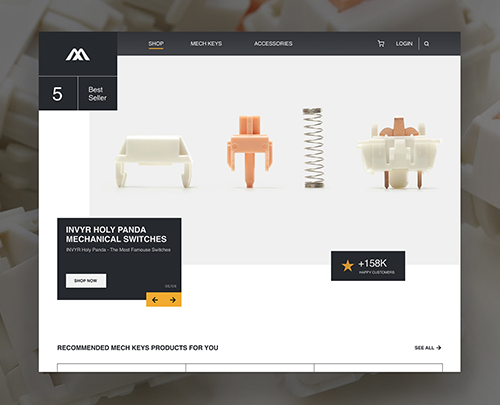 SHOP
MECH KEYS
ACCESSORIES
LOGIN
5
Best
Seller
INVYR HOLY PANDA
MECHANICAL SWITCHES
INVYR Holy Panda - The Most Famouse Switches
SHOP NOW
+158K
HAPPY CUSTOMERS
RECOMMENDED MECH KEYS PRODUCTS FOR YOU
SEE ALL